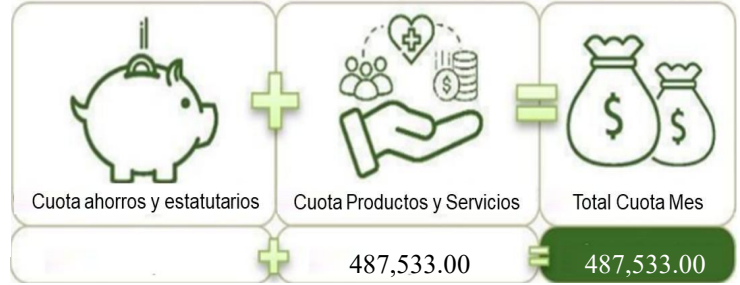 Cuota ahorros y estatutarios
Cuota Productos y Servicios
Total Cuota Mes
487,533.00
487,533.00